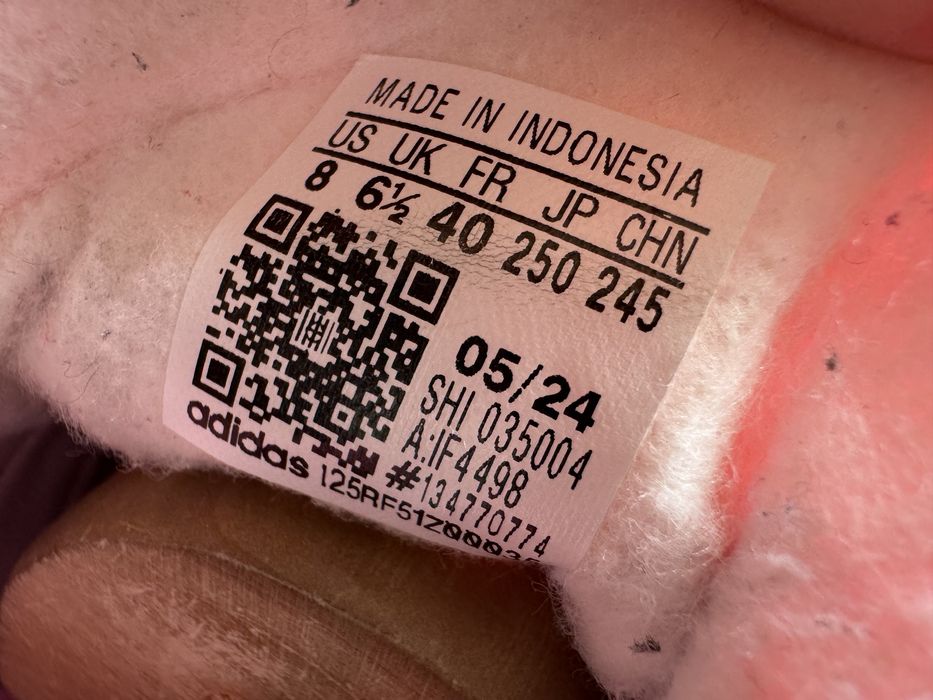 MADE IN INDONESIA
US UK FR JP CHN
8 6½ 40 250 245
05/24
SHI 035004
A:IF4498
#134770774
adidas 125RF51Z0003